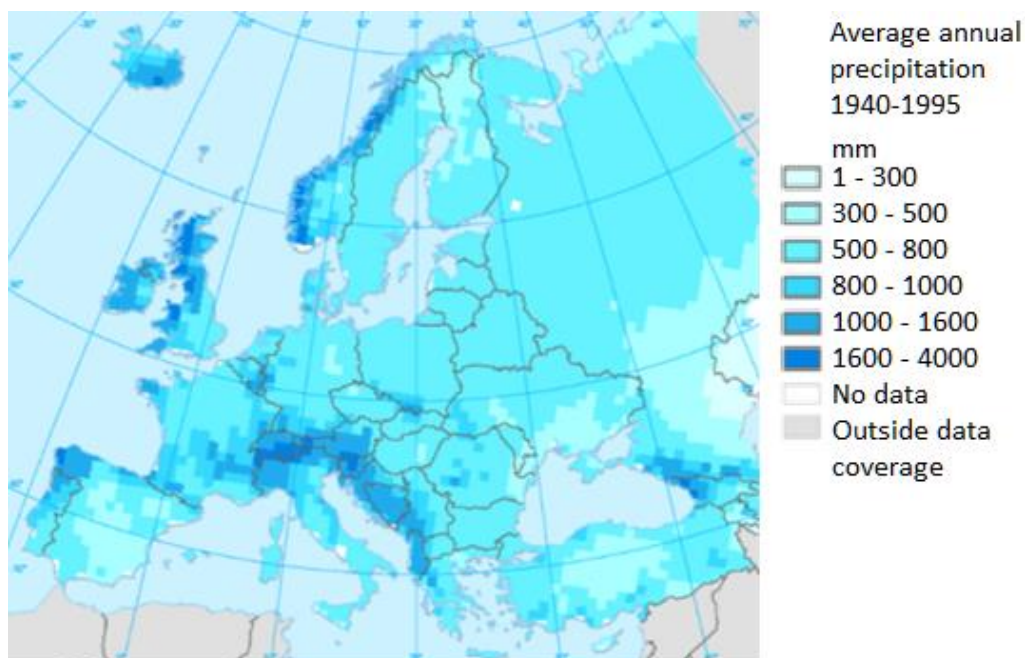 Average annual
precipitation
1940-1995
mm
1 - 300
300 - 500
500 - 800
800 - 1000
1000 - 1600
1600 - 4000
No data
Outside data
coverage